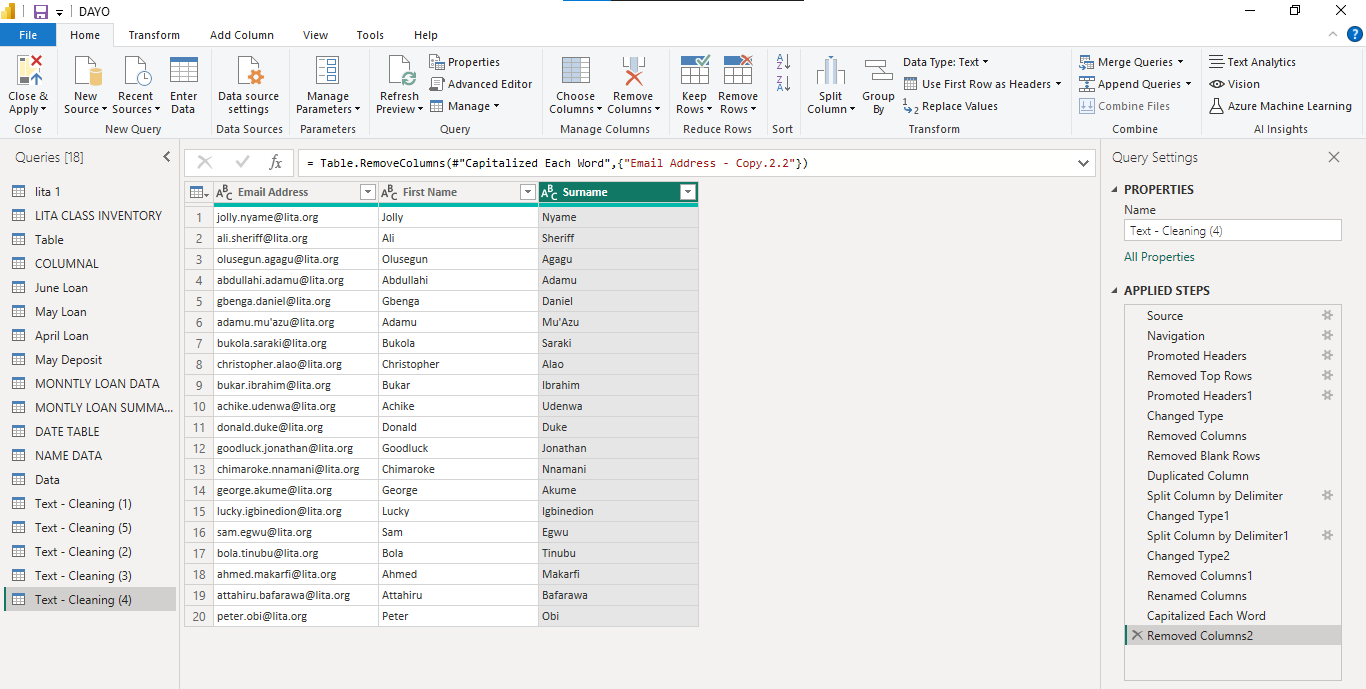 DAYO
File Home Transform Add Column View Tools Help
Close & Apply
Close
New Source
Recent Sources
Enter Data
New Query
Data source settings
Data Sources
Manage Parameters
Parameters
Refresh Preview
Properties
Advanced Editor
Manage
Query
Choose Columns
Remove Columns
Manage Columns
Keep Rows
Remove Rows
Reduce Rows
Sort
Split Column
Group By
Data Type: Text
Use First Row as Headers
Replace Values
Transform
Merge Queries
Append Queries
Combine Files
Combine
Text Analytics
Vision
Azure Machine Learning
AI Insights
Queries [18]
lita 1
LITA CLASS INVENTORY
Table
COLUMNAL
June Loan
May Loan
April Loan
May Deposit
MONNTLY LOAN DATA
MONTLY LOAN SUMMA...
DATE TABLE
NAME DATA
Data
Text - Cleaning (1)
Text - Cleaning (5)
Text - Cleaning (2)
Text - Cleaning (3)
Text - Cleaning (4)
fx = Table.RemoveColumns(#"Capitalized Each Word",{"Email Address - Copy.2.2"})
ABC Email Address ABC First Name ABC Surname
1 jolly.nyame@lita.org Jolly Nyame
2 ali.sheriff@lita.org Ali Sheriff
3 olusegun.agagu@lita.org Olusegun Agagu
4 abdullahi.adamu@lita.org Abdullahi Adamu
5 gbenga.daniel@lita.org Gbenga Daniel
6 adamu.mu'azu@lita.org Adamu Mu'Azu
7 bukola.saraki@lita.org Bukola Saraki
8 christopher.alao@lita.org Christopher Alao
9 bukar.ibrahim@lita.org Bukar Ibrahim
10 achike.udenwa@lita.org Achike Udenwa
11 donald.duke@lita.org Donald Duke
12 goodluck.jonathan@lita.org Goodluck Jonathan
13 chimaroke.nnamani@lita.org Chimaroke Nnamani
14 george.akume@lita.org George Akume
15 lucky.igbinedion@lita.org Lucky Igbinedion
16 sam.egwu@lita.org Sam Egwu
17 bola.tinubu@lita.org Bola Tinubu
18 ahmed.makarfi@lita.org Ahmed Makarfi
19 attahiru.bafarawa@lita.org Attahiru Bafarawa
20 peter.obi@lita.org Peter Obi
Query Settings
PROPERTIES
Name
Text - Cleaning (4)
All Properties
APPLIED STEPS
Source
Navigation
Promoted Headers
Removed Top Rows
Promoted Headers1
Changed Type
Removed Columns
Removed Blank Rows
Duplicated Column
Split Column by Delimiter
Changed Type1
Split Column by Delimiter1
Changed Type2
Removed Columns1
Renamed Columns
Capitalized Each Word
Removed Columns2